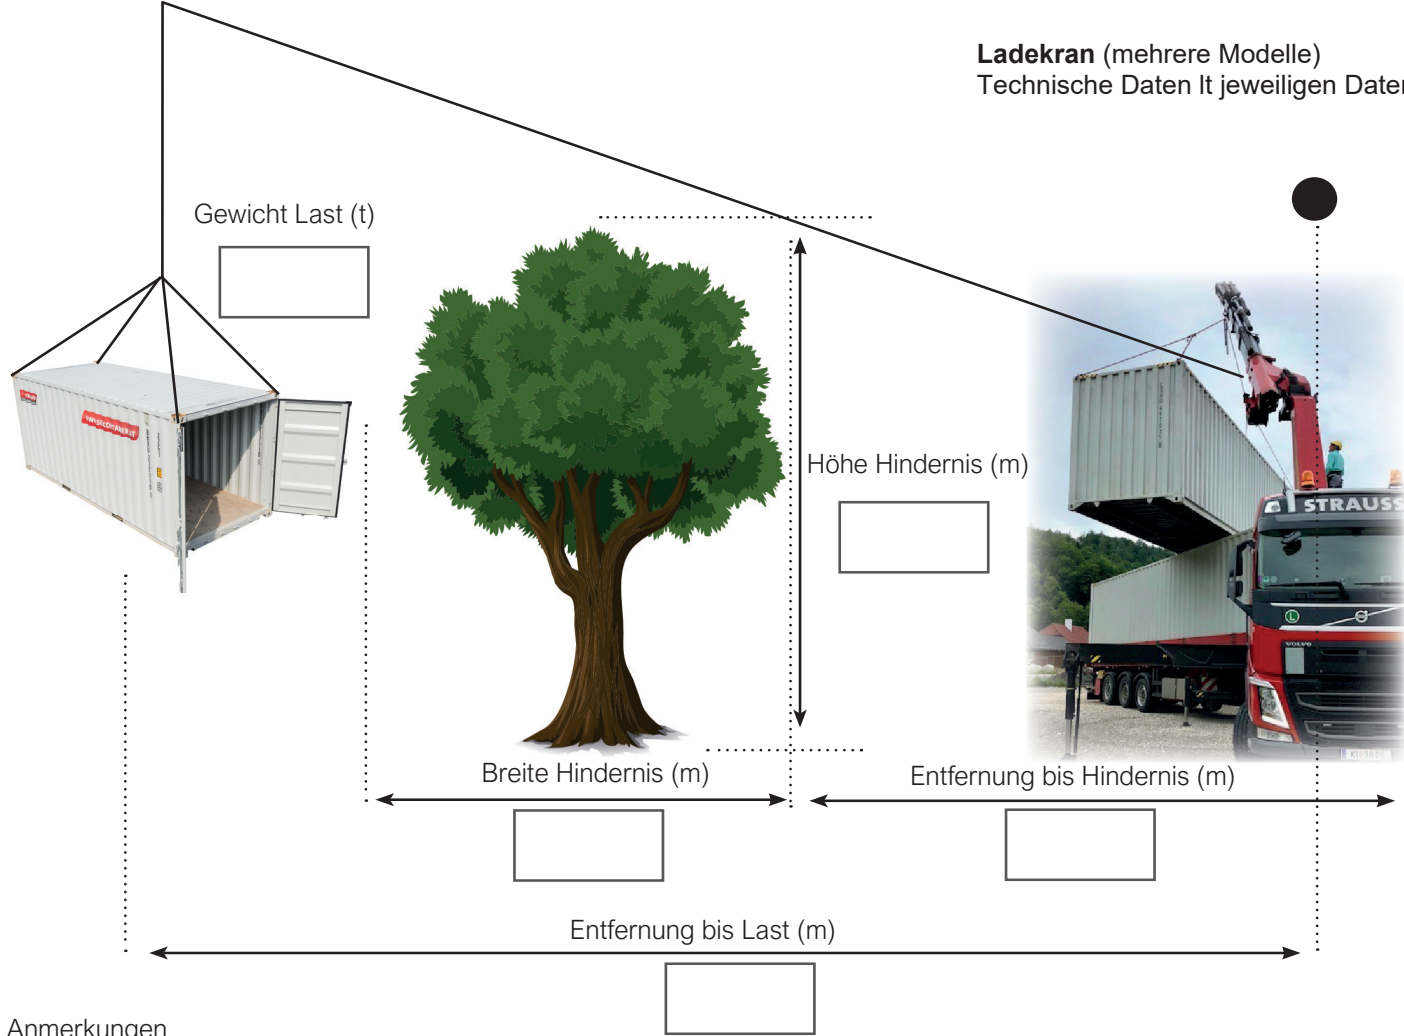 Ladekran (mehrere Modelle)
Technische Daten lt jeweiligen Daten
Gewicht Last (t)
Höhe Hindernis (m)
STRAUSS
VOLVO
L
Breite Hindernis (m)
Entfernung bis Hindernis (m)
Entfernung bis Last (m)
Anmerkungen